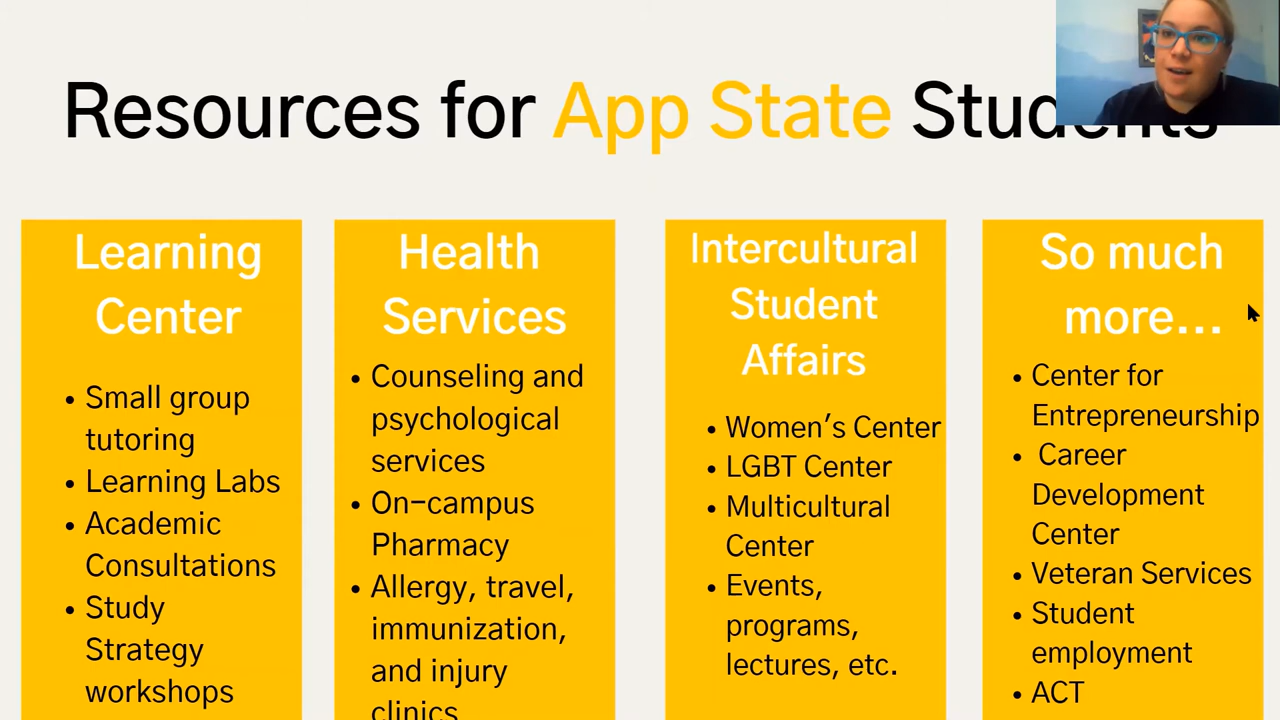 Resources for App State Students
Learning
Center
• Small group
tutoring
• Learning Labs
• Academic
Consultations
• Study
Strategy
workshops
Health
Services
• Counseling and
psychological
services
• On-campus
Pharmacy
• Allergy, travel,
immunization,
and injury
clinics
Intercultural
Student
Affairs
• Women's Center
• LGBT Center
• Multicultural
Center
• Events,
programs,
lectures, etc.
So much
more...
• Center for
Entrepreneurship
• Career
Development
Center
• Veteran Services
• Student
employment
• ACT